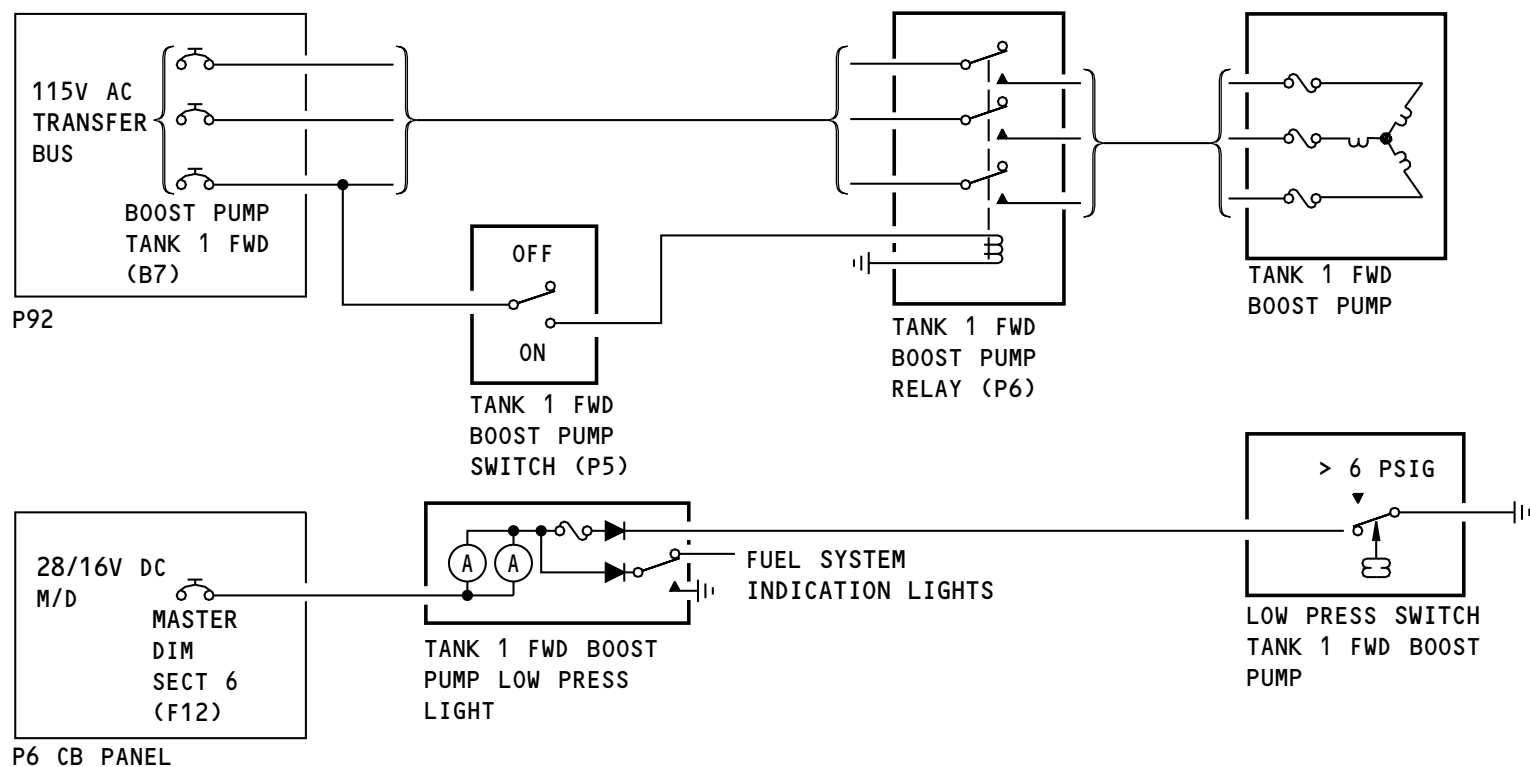 115V AC
TRANSFER
BUS
BOOST PUMP
TANK 1 FWD
(B7)
P92
OFF
ON
TANK 1 FWD
BOOST PUMP
SWITCH (P5)
TANK 1 FWD
BOOST PUMP
RELAY (P6)
TANK 1 FWD
BOOST PUMP
28/16V DC
M/D
MASTER
DIM
SECT 6
(F12)
P6 CB PANEL
A
A
FUEL SYSTEM
INDICATION LIGHTS
TANK 1 FWD BOOST
PUMP LOW PRESS
LIGHT
> 6 PSIG
LOW PRESS SWITCH
TANK 1 FWD BOOST
PUMP